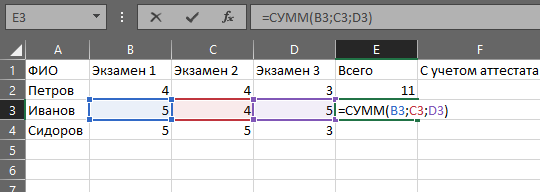 E3 =СУММ(B3;C3;D3)
A B C D E F
1 ФИО Экзамен 1 Экзамен 2 Экзамен 3 Всего С учетом аттестата
2 Петров 4 4 3 11
3 Иванов 5 4 5 =СУММ(B3;C3;D3)
4 Сидоров 5 5 3